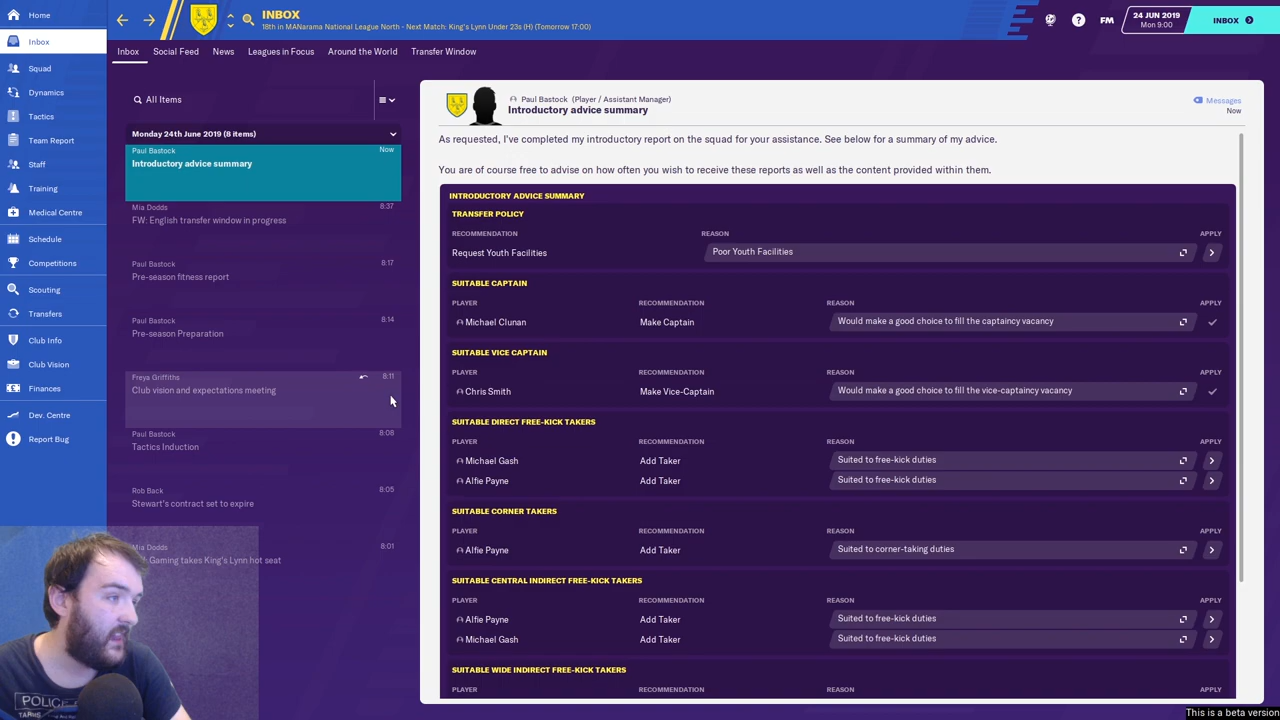 Home
Inbox
Squad
Dynamics
Tactics
Team Report
Staff
Training
Medical Centre
Schedule
Competitions
Scouting
Transfers
Club Info
Club Vision
Finances
Dev. Centre
Report Bug
INBOX
18th in MANarama National League North - Next Match: King's Lynn Under 23s (H) (Tomorrow 17:00)
FM
24 JUN 2019
Mon 9:00
INBOX
Inbox Social Feed News Leagues in Focus Around the World Transfer Window
All Items
Monday 24th June 2019 (8 items)
Paul Bastock Now
Introductory advice summary
Mia Dodds 8:37
FW: English transfer window in progress
Paul Bastock 8:17
Pre-season fitness report
Paul Bastock 8:14
Pre-season Preparation
Freya Griffiths 8:11
Club vision and expectations meeting
Paul Bastock 8:08
Tactics Induction
Rob Back 8:05
Stewart's contract set to expire
Mia Dodds 8:01
Gaming takes King's Lynn hot seat
POLICE
Paul Bastock (Player / Assistant Manager)
Introductory advice summary
Messages
Now
As requested, I've completed my introductory report on the squad for your assistance. See below for a summary of my advice.
You are of course free to advise on how often you wish to receive these reports as well as the content provided within them.
INTRODUCTORY ADVICE SUMMARY
TRANSFER POLICY
RECOMMENDATION REASON APPLY
Request Youth Facilities Poor Youth Facilities
SUITABLE CAPTAIN
PLAYER RECOMMENDATION REASON APPLY
Michael Clunan Make Captain Would make a good choice to fill the captaincy vacancy
SUITABLE VICE CAPTAIN
PLAYER RECOMMENDATION REASON APPLY
Chris Smith Make Vice-Captain Would make a good choice to fill the vice-captaincy vacancy
SUITABLE DIRECT FREE-KICK TAKERS
PLAYER RECOMMENDATION REASON APPLY
Michael Gash Add Taker Suited to free-kick duties
Alfie Payne Add Taker Suited to free-kick duties
SUITABLE CORNER TAKERS
PLAYER RECOMMENDATION REASON APPLY
Alfie Payne Add Taker Suited to corner-taking duties
SUITABLE CENTRAL INDIRECT FREE-KICK TAKERS
PLAYER RECOMMENDATION REASON APPLY
Alfie Payne Add Taker Suited to free-kick duties
Michael Gash Add Taker Suited to free-kick duties
SUITABLE WIDE INDIRECT FREE-KICK TAKERS
PLAYER RECOMMENDATION REASON APPLY
This is a beta version